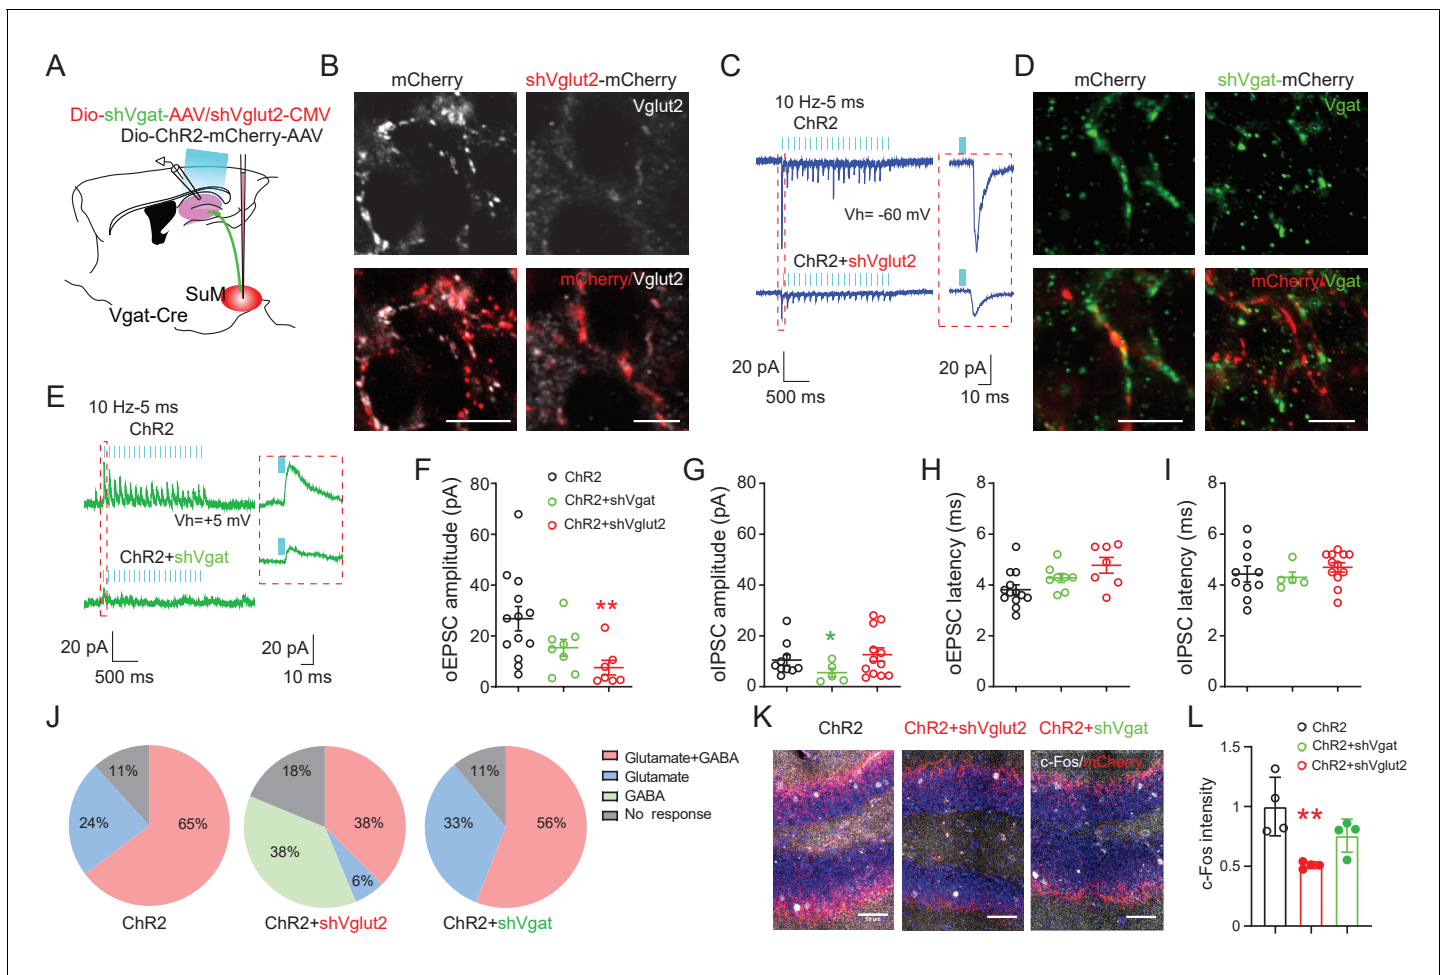 A
Dio-shVgat-AAV/shVglut2-CMV
Dio-ChR2-mCherry-AAV
SuM
Vgat-Cre
B
mCherry
shVglut2-mCherry
Vglut2
mCherry/Vglut2
C
10 Hz-5 ms
ChR2
Vh= -60 mV
ChR2+shVglut2
20 pA
500 ms
20 pA
10 ms
D
mCherry
shVgat-mCherry
Vgat
mCherry/Vgat
E
10 Hz-5 ms
ChR2
Vh=+5 mV
ChR2+shVgat
20 pA
500 ms
20 pA
10 ms
F
oEPSC amplitude (pA)
80
60
40
20
0
ChR2
ChR2+shVgat
ChR2+shVglut2
**
G
oIPSC amplitude (pA)
80
60
40
20
0
*
H
oEPSC latency (ms)
8
6
4
2
0
I
oIPSC latency (ms)
8
6
4
2
0
J
11%
24%
65%
ChR2
18%
38%
38%
6%
ChR2+shVglut2
11%
33%
56%
ChR2+shVgat
Glutamate+GABA
Glutamate
GABA
No response
K
ChR2
ChR2+shVglut2
ChR2+shVgat
c-Fos/mCherry
L
ChR2
ChR2+shVgat
ChR2+shVglut2
c-Fos intensity
1.5
1
0.5
0
**